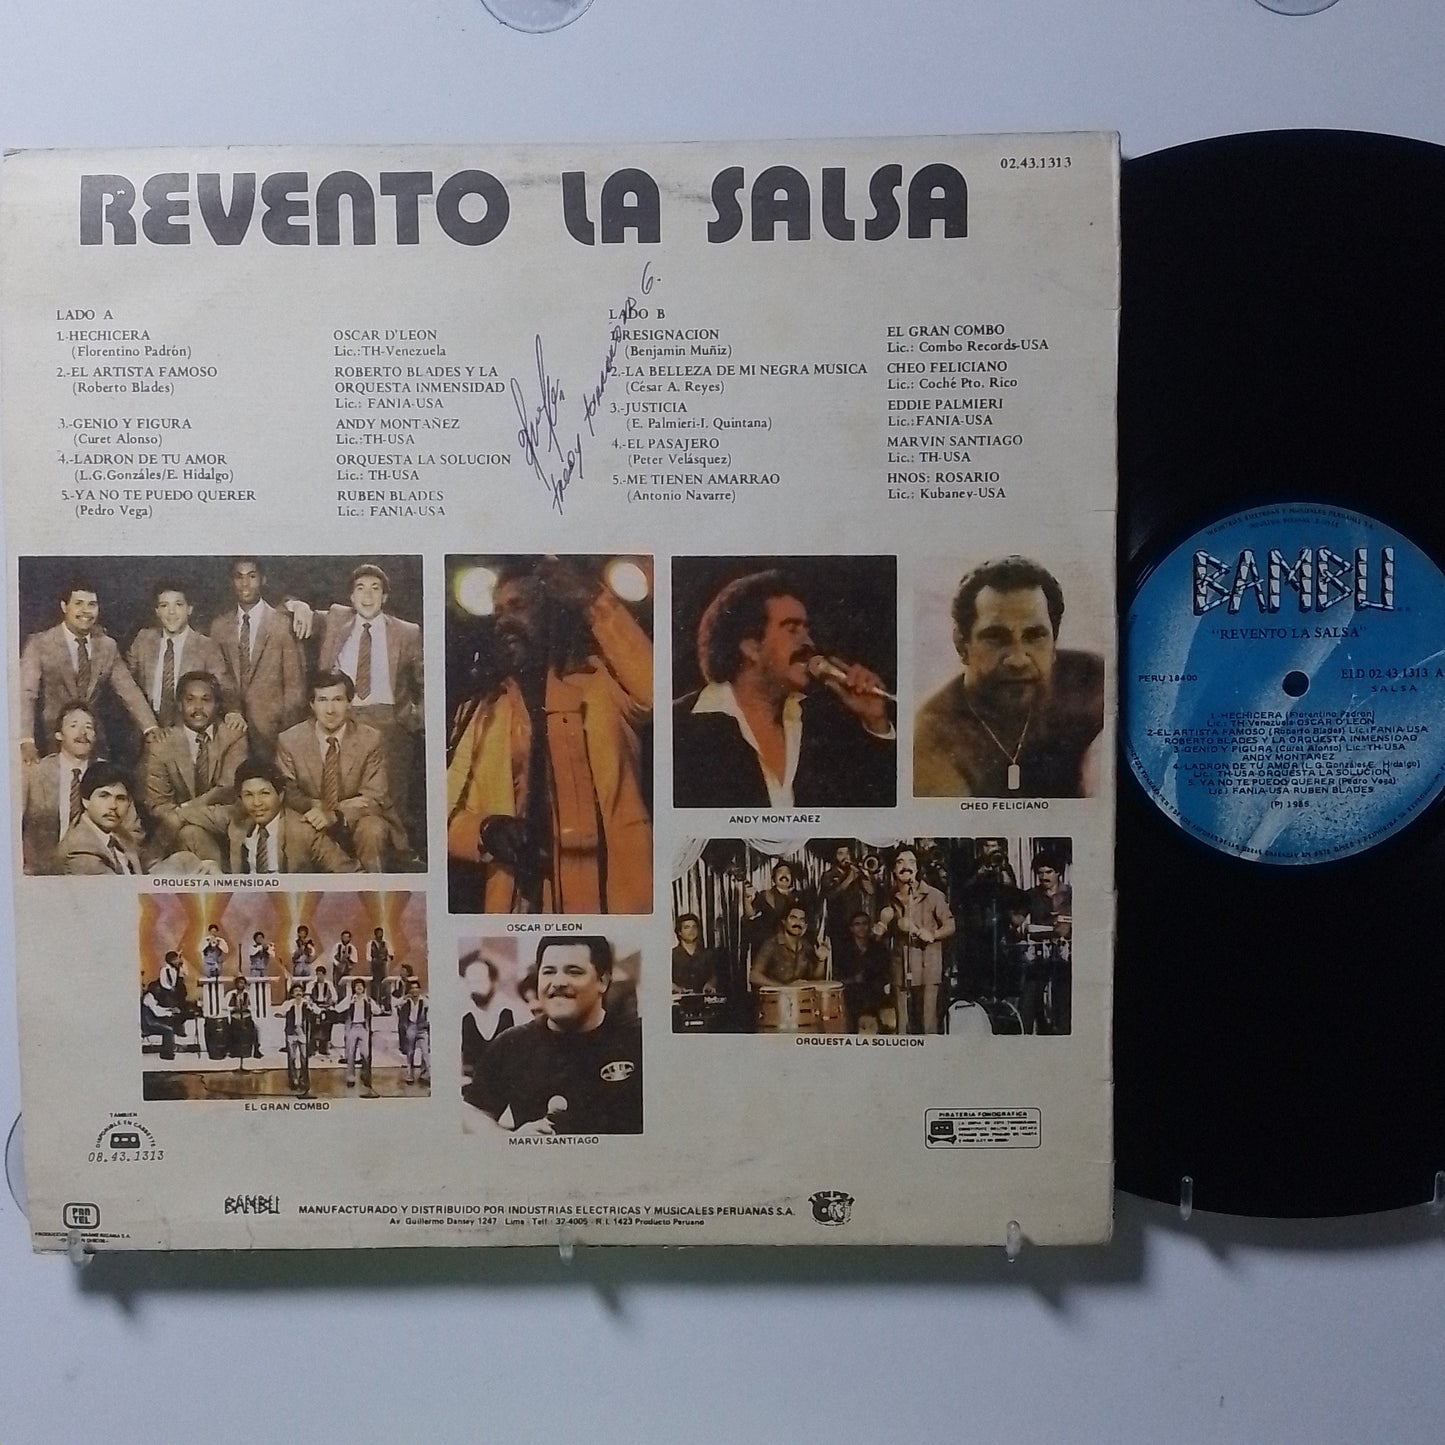 REVENTO LA SALSA
02.43.1313
LADO A
1.-HECHICERA
(Florentino Padrón)
OSCAR D'LEON
Lic.: TH-Venezuela
2.-EL ARTISTA FAMOSO
(Roberto Blades)
ROBERTO BLADES Y LA
ORQUESTA INMENSIDAD
Lic.: FANIA-USA
3.-GENIO Y FIGURA
(Curet Alonso)
ANDY MONTAÑEZ
Lic.: TH-USA
4.-LADRON DE TU AMOR
(L.G.Gonzáles/E. Hidalgo)
ORQUESTA LA SOLUCION
Lic.: TH-USA
5.-YA NO TE PUEDO QUERER
(Pedro Vega)
RUBEN BLADES
Lic.: FANIA-USA
6.
LADO B
RESIGNACION
(Benjamin Muñiz)
EL GRAN COMBO
Lic.: Combo Records-USA
2.-LA BELLEZA DE MI NEGRA MUSICA
(César A. Reyes)
CHEO FELICIANO
Lic.: Coché Pto. Rico
3.-JUSTICIA
(E. Palmieri-I. Quintana)
EDDIE PALMIERI
Lic.:FANIA-USA
4.-EL PASAJERO
(Peter Velásquez)
MARVIN SANTIAGO
Lic.: TH-USA
5.-ME TIENEN AMARRAO
(Antonio Navarre)
HNOS: ROSARIO
Lic.: Kubaney-USA
ORQUESTA INMENSIDAD
OSCAR D'LEON
ANDY MONTAÑEZ
CHEO FELICIANO
EL GRAN COMBO
MARVI SANTIAGO
ORQUESTA LA SOLUCION
TAMBIEN
DISPONIBLE EN CASSETTE
08.43.1313
PIRATERIA FONOGRAFICA
PAN
TEL
BAMBU
MANUFACTURADO Y DISTRIBUIDO POR INDUSTRIAS ELECTRICAS Y MUSICALES PERUANAS S.A.
Av. Guillermo Dansey 1247 Lima - Telf: 32-4005 - R.I. 1423 Producto Peruano
BAMBU
"REVENTO LA SALSA"
PERU 18400
ELD 02.43.1313 A
SALSA
1-HECHICERA (Florentino Padrón)
Lic.: TH-Venezuela OSCAR D'LEON
2-EL ARTISTA FAMOSO (Roberto Blades) Lic.: FANIA-USA
ROBERTO BLADES Y LA ORQUESTA INMENSIDAD
3-GENIO Y FIGURA (Curet Alonso) Lic.: TH-USA
ANDY MONTAÑEZ
4.-LADRON DE TU AMOR (L.G. Gonzáles,E. Hidalgo)
Lic.: TH-USA ORQUESTA LA SOLUCION
5. YA NO TE PUEDO QUERER (Pedro Vega)
Lic.: FANIA-USA RUBEN BLADES
(P) 1985